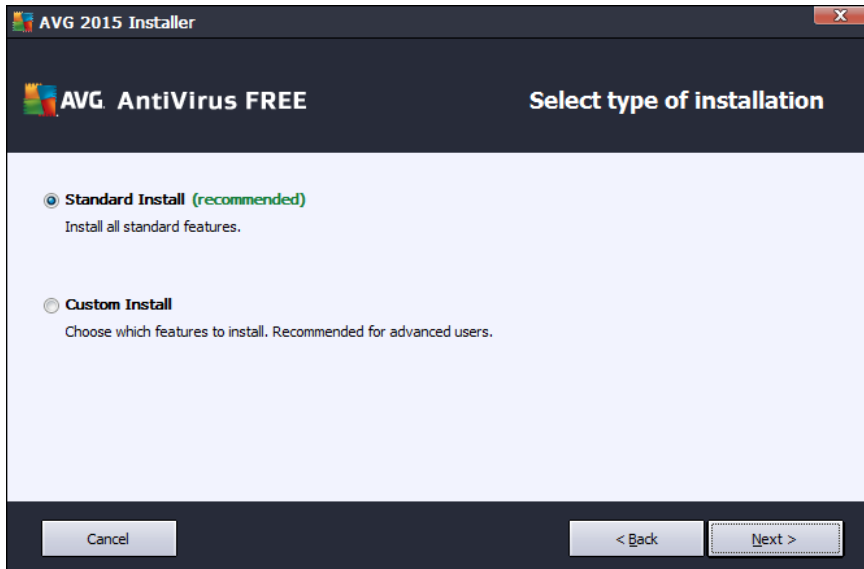 AVG 2015 Installer
AVG. AntiVirus FREE
Select type of installation
Standard Install (recommended)
Install all standard features.
Custom Install
Choose which features to install. Recommended for advanced users.
Cancel
< Back
Next >